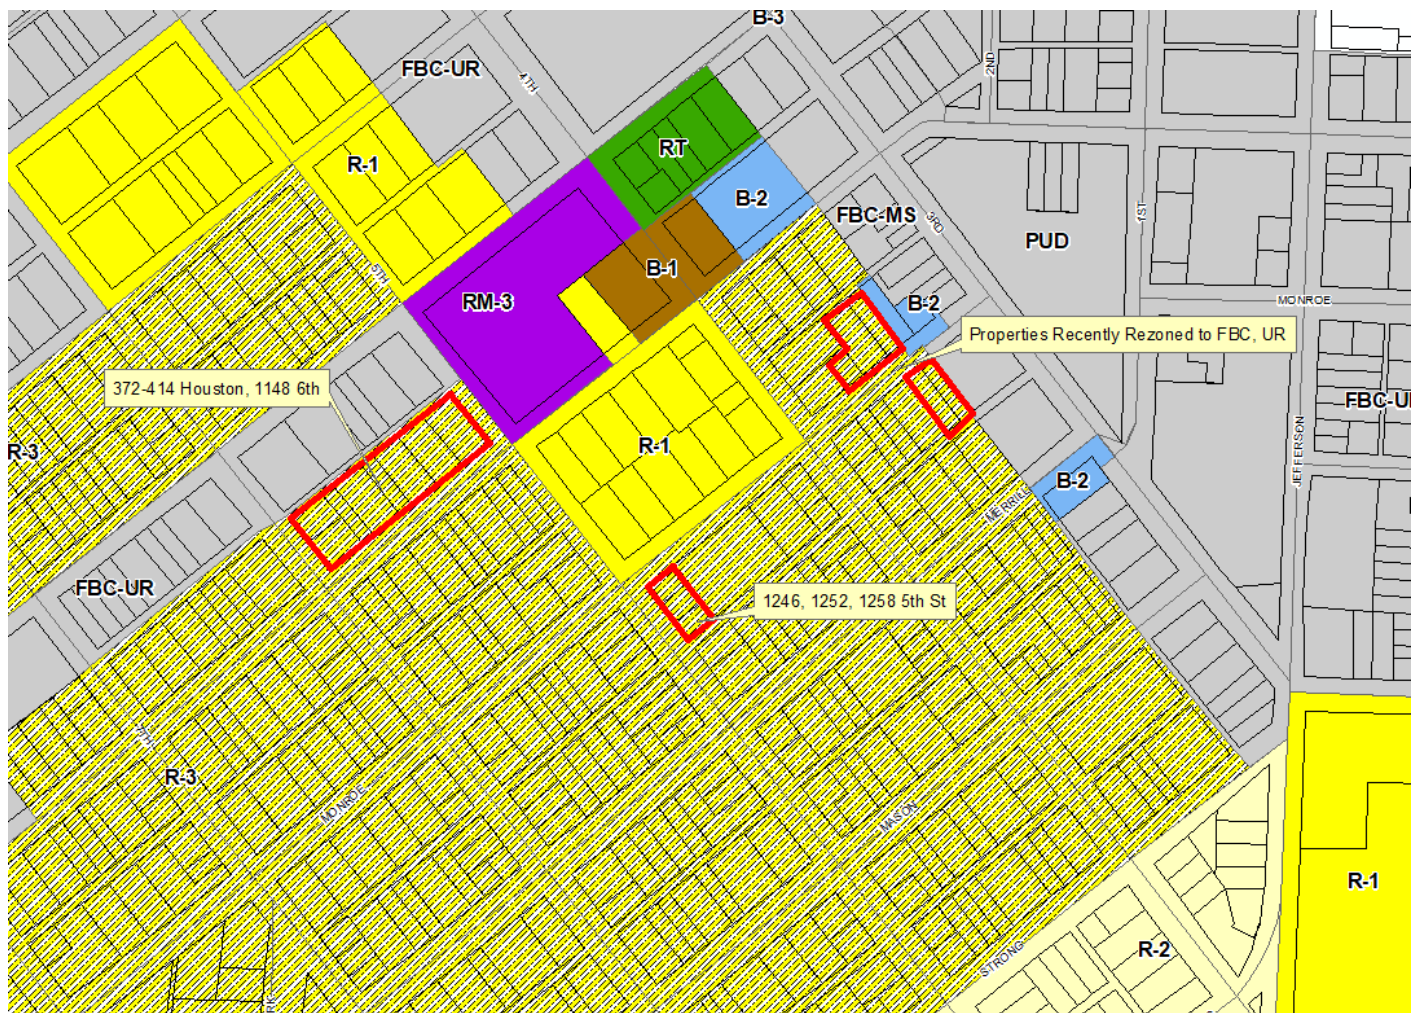 B-3
FBC-UR
4TH
2ND
RT
R-1
B-2
1ST
FBC-MS
3RD
PUD
5TH
B-1
RM-3
MONROE
B-2
Properties Recently Rezoned to FBC, UR
372-414 Houston, 1148 6th
FBC-U
R-3
R-1
JEFFERSON
B-2
MERRILL
FBC-UR
1246, 1252, 1258 5th St
R-3
MONROE
MASON
R-1
R-2
STRONG
RK